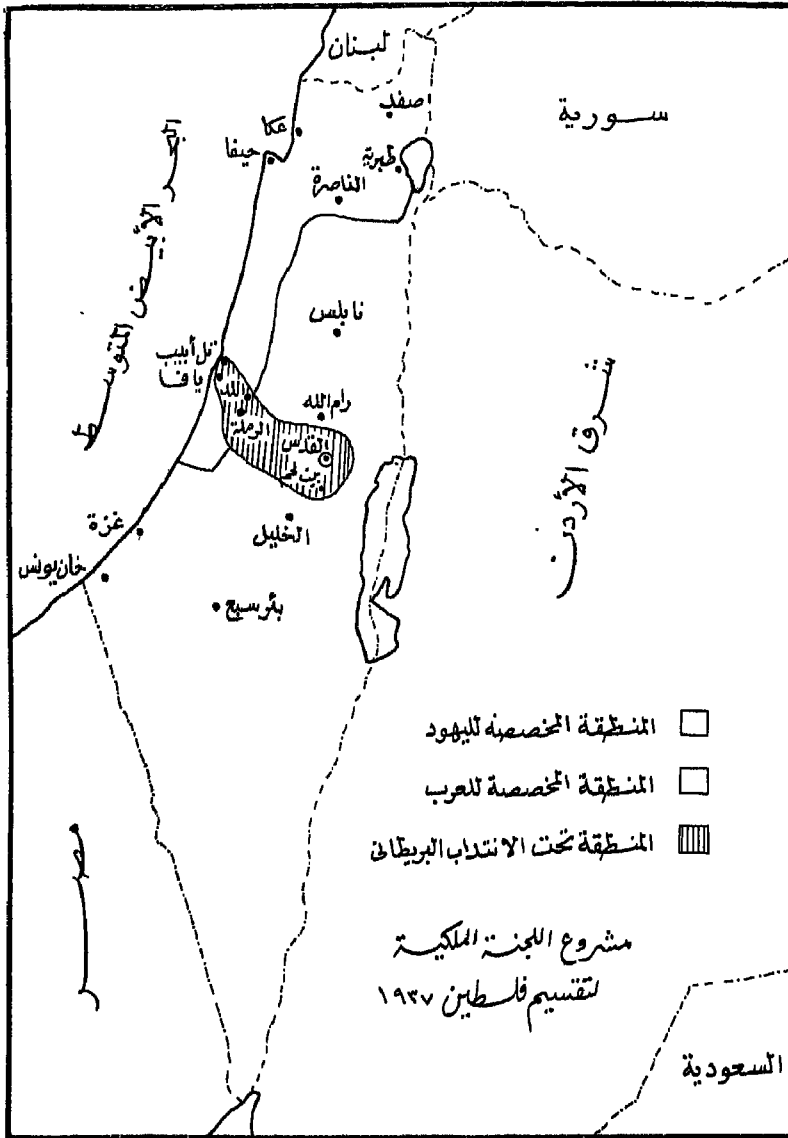 لبنان
صفد
سورية
عكا
حيفا
طبرية
الناصرة
البحر الأبيض المتوسط
نابلس
تل أبيب
يافا
اللد
رام الله
الرملة
القدس
بيت لحم
شرق الأردن
الخليل
غزة
خان يونس
بئر سبع
المنطقة المخصصة لليهود
المنطقة المخصصة للعرب
المنطقة تحت الانتداب البريطاني
مصر
مشروع اللجنة الملكية
لتقسيم فلسطين ١٩٣٧
السعودية